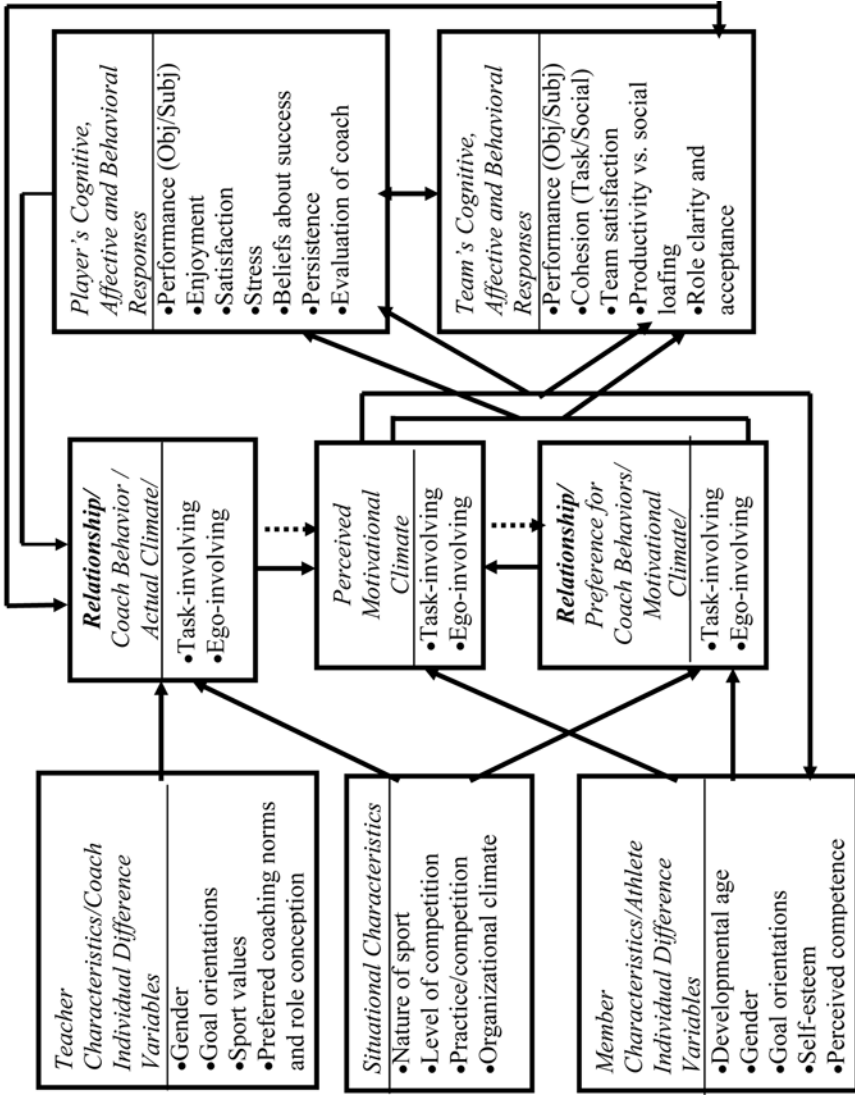 Teacher
Characteristics/Coach
Individual Difference
Variables
•Gender
•Goal orientations
•Sport values
•Preferred coaching norms
and role conception
Situational Characteristics
•Nature of sport
•Level of competition
•Practice/competition
•Organizational climate
Member
Characteristics/Athlete
Individual Difference
Variables
•Developmental age
•Gender
•Goal orientations
•Self-esteem
•Perceived competence
Relationship/
Coach Behavior /
Actual Climate/
•Task-involving
•Ego-involving
Perceived
Motivational
Climate
•Task-involving
•Ego-involving
Relationship/
Preference for
Coach Behaviors/
Motivational
Climate/
•Task-involving
•Ego-involving
Player's Cognitive,
Affective and Behavioral
Responses
•Performance (Obj/Subj)
•Enjoyment
•Satisfaction
•Stress
•Beliefs about success
•Persistence
•Evaluation of coach
Team's Cognitive,
Affective and Behavioral
Responses
•Performance (Obj/Subj)
•Cohesion (Task/Social)
•Team satisfaction
•Productivity vs. social
loafing
•Role clarity and
acceptance